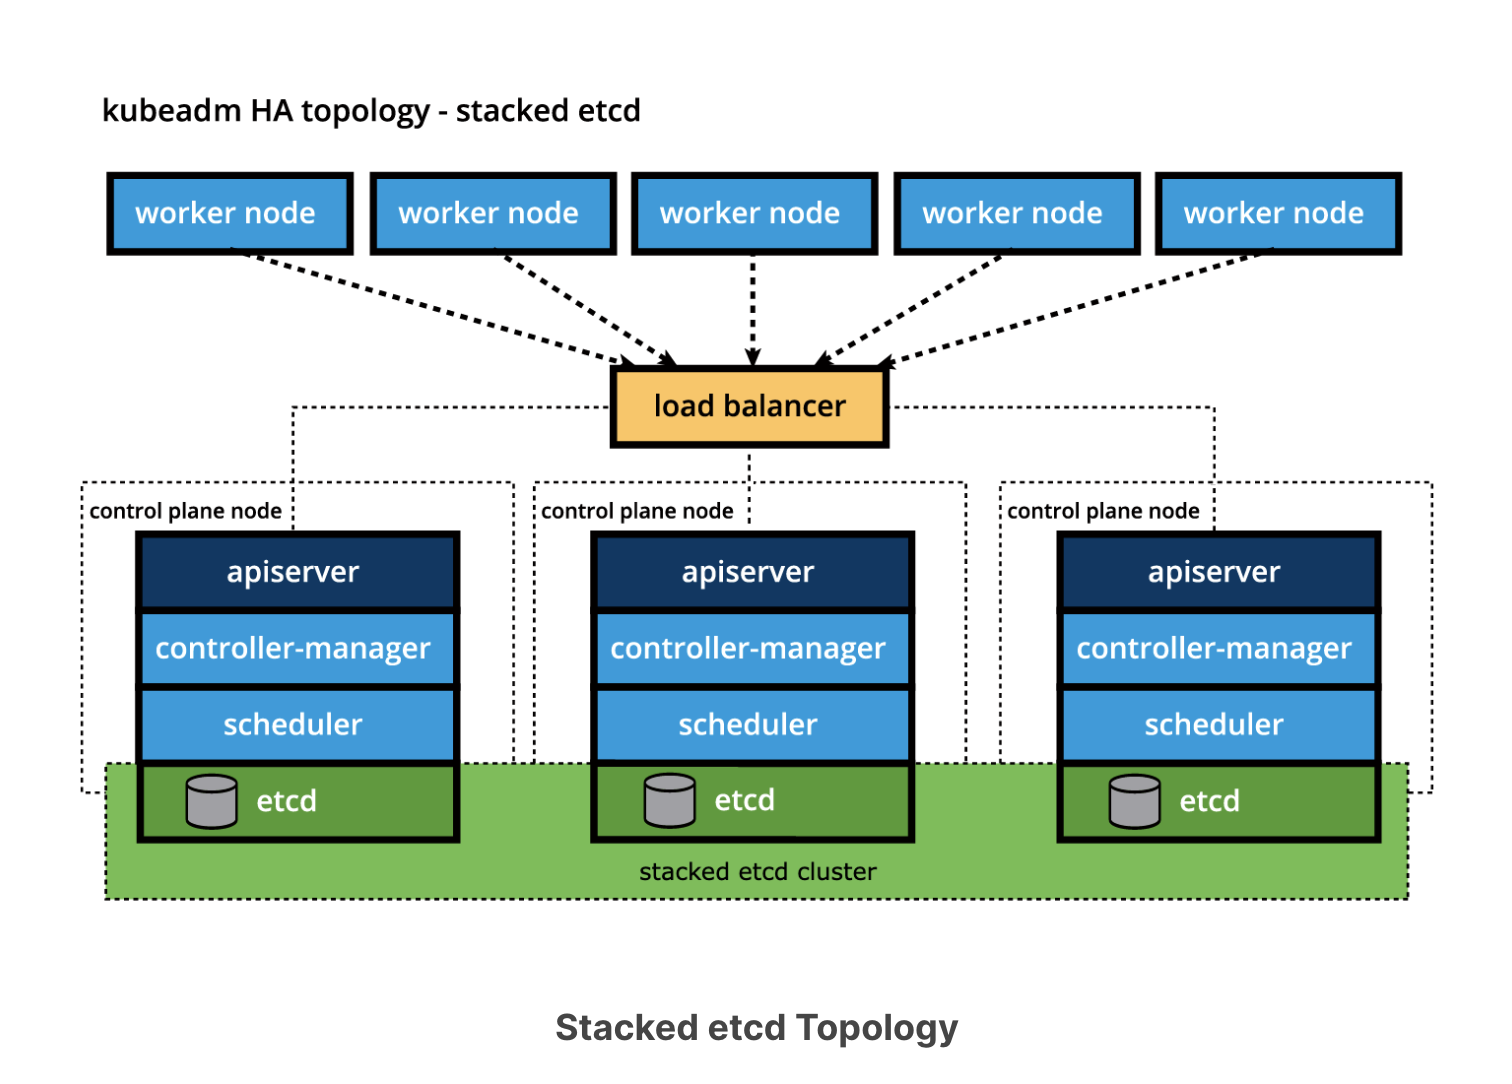 kubeadm HA topology - stacked etcd
worker node
worker node
worker node
worker node
worker node
load balancer
control plane node
control plane node
control plane node
apiserver
apiserver
apiserver
controller-manager
controller-manager
controller-manager
scheduler
scheduler
scheduler
etcd
etcd
etcd
stacked etcd cluster
Stacked etcd Topology